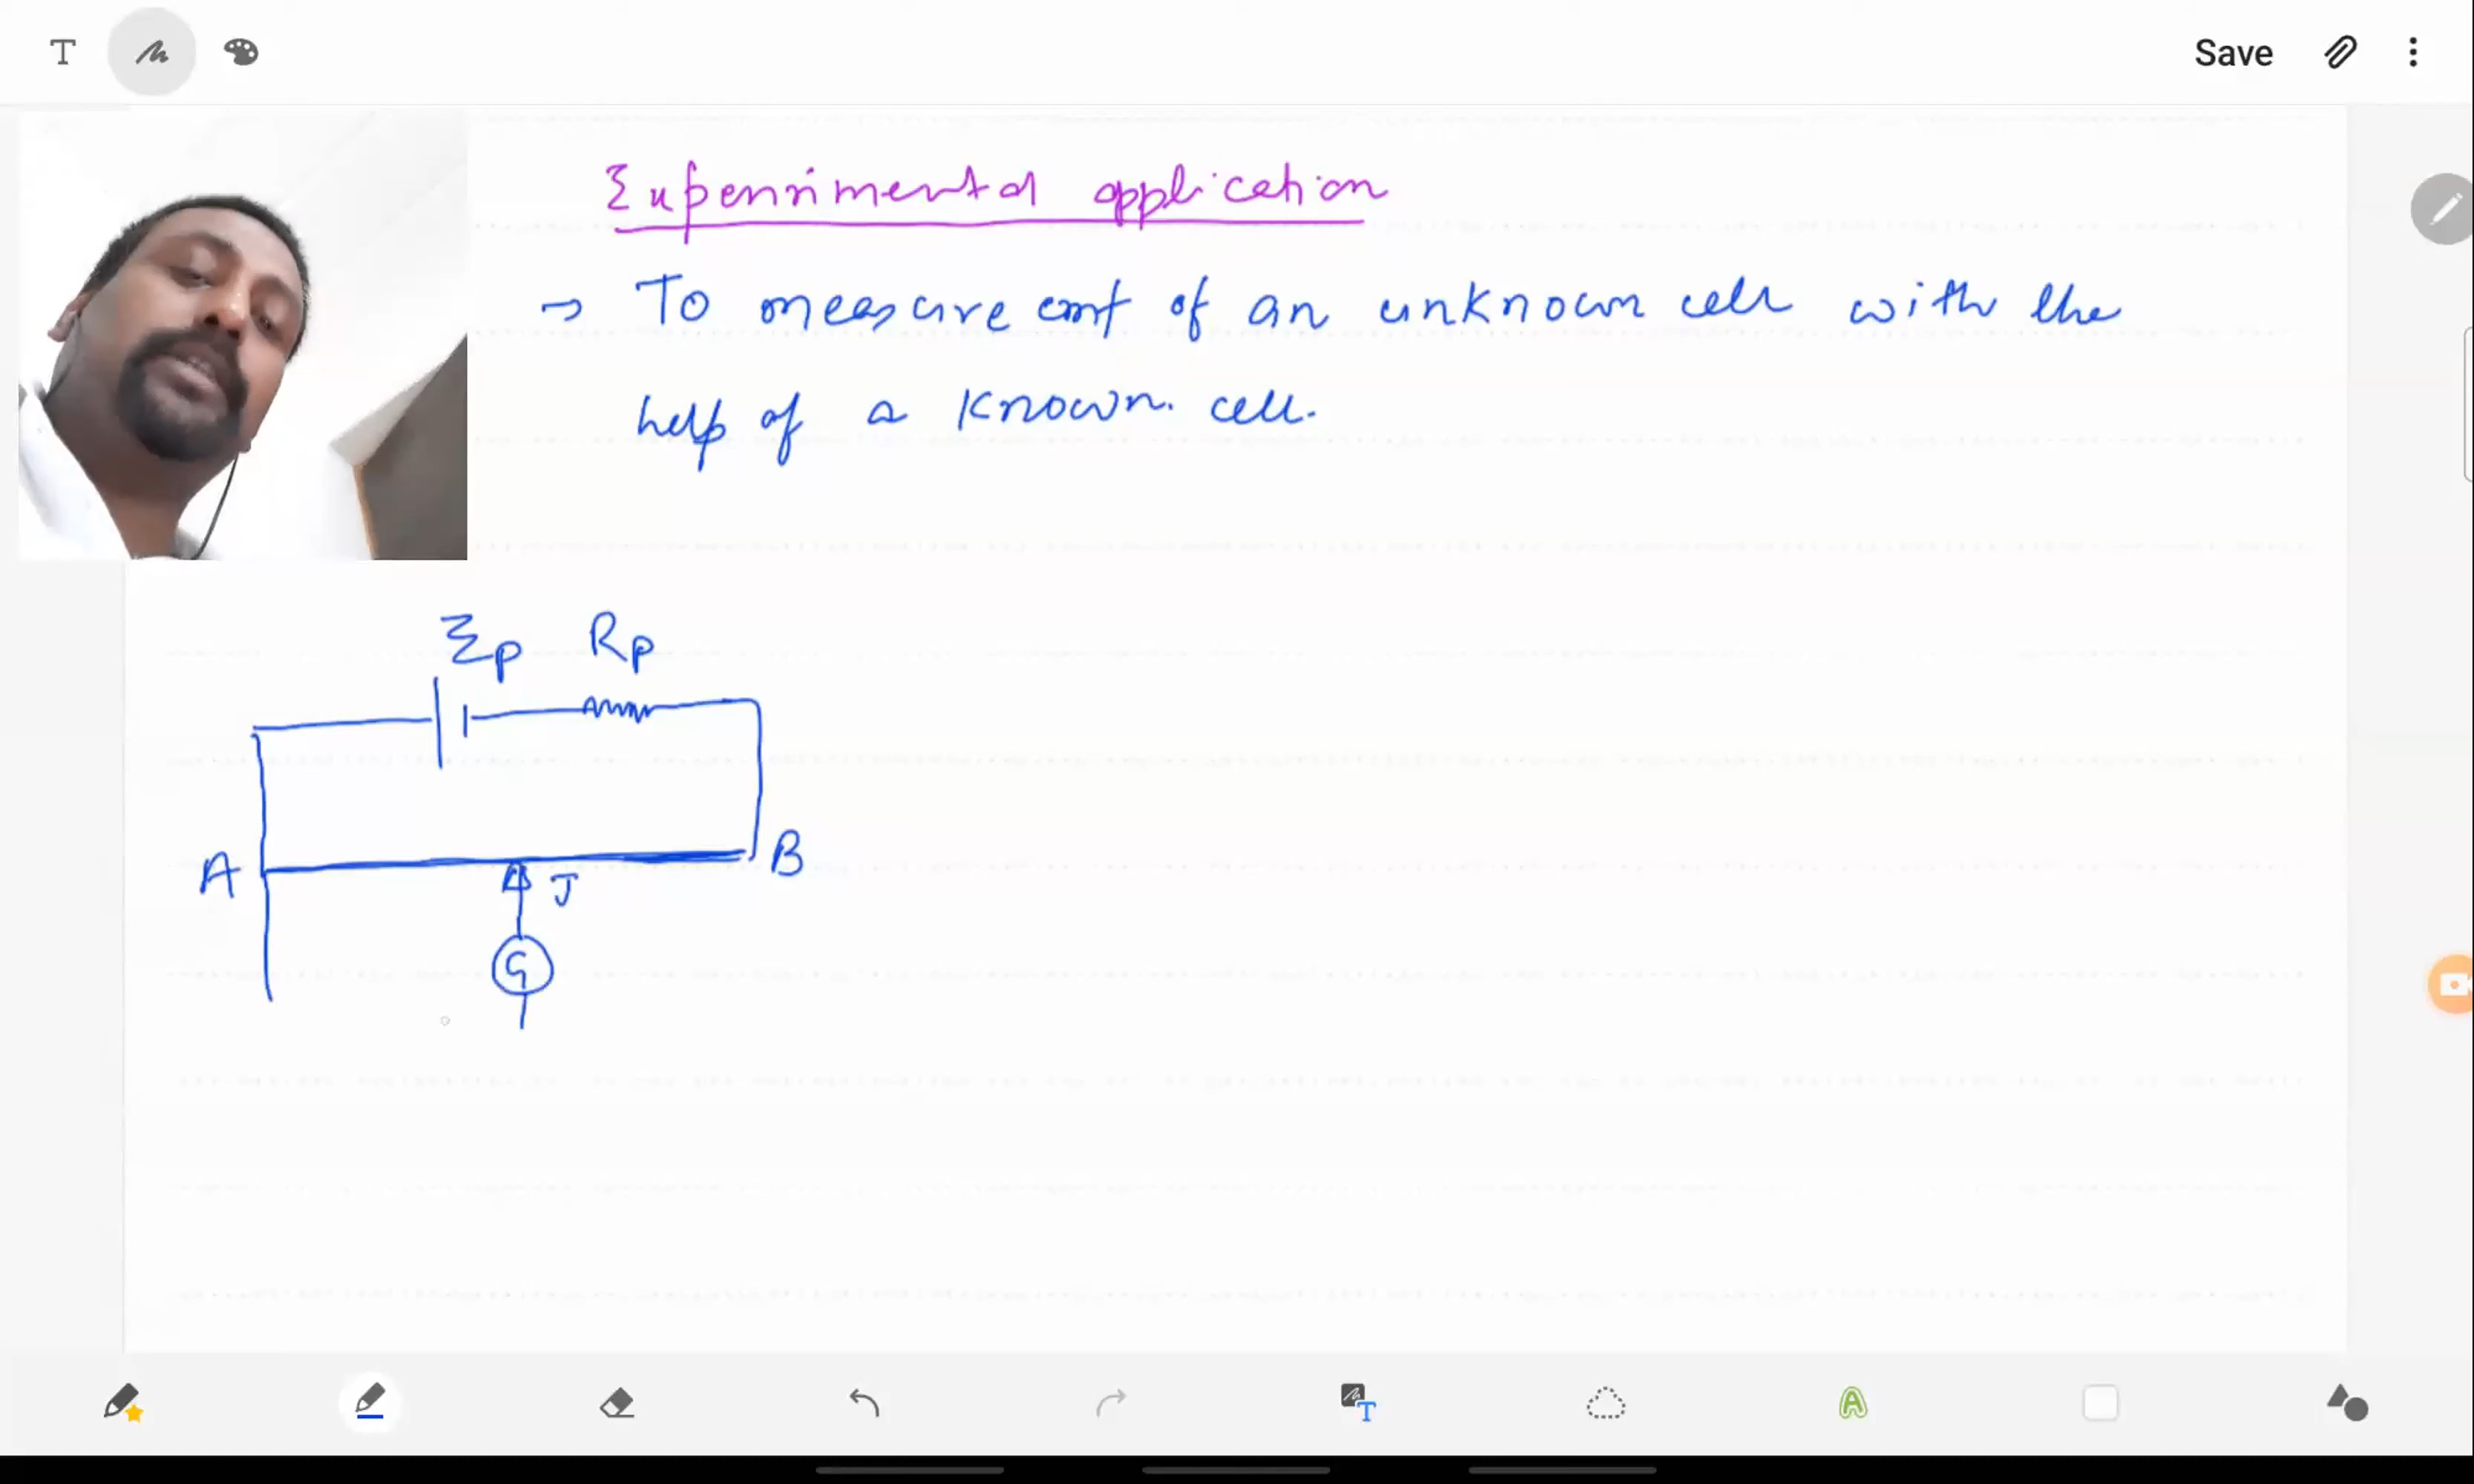 T
Save
Experimental application
→ To measure emf of an unknown cell with the
help of a known. cell.
Ep Rp
A B
J
G
T
A